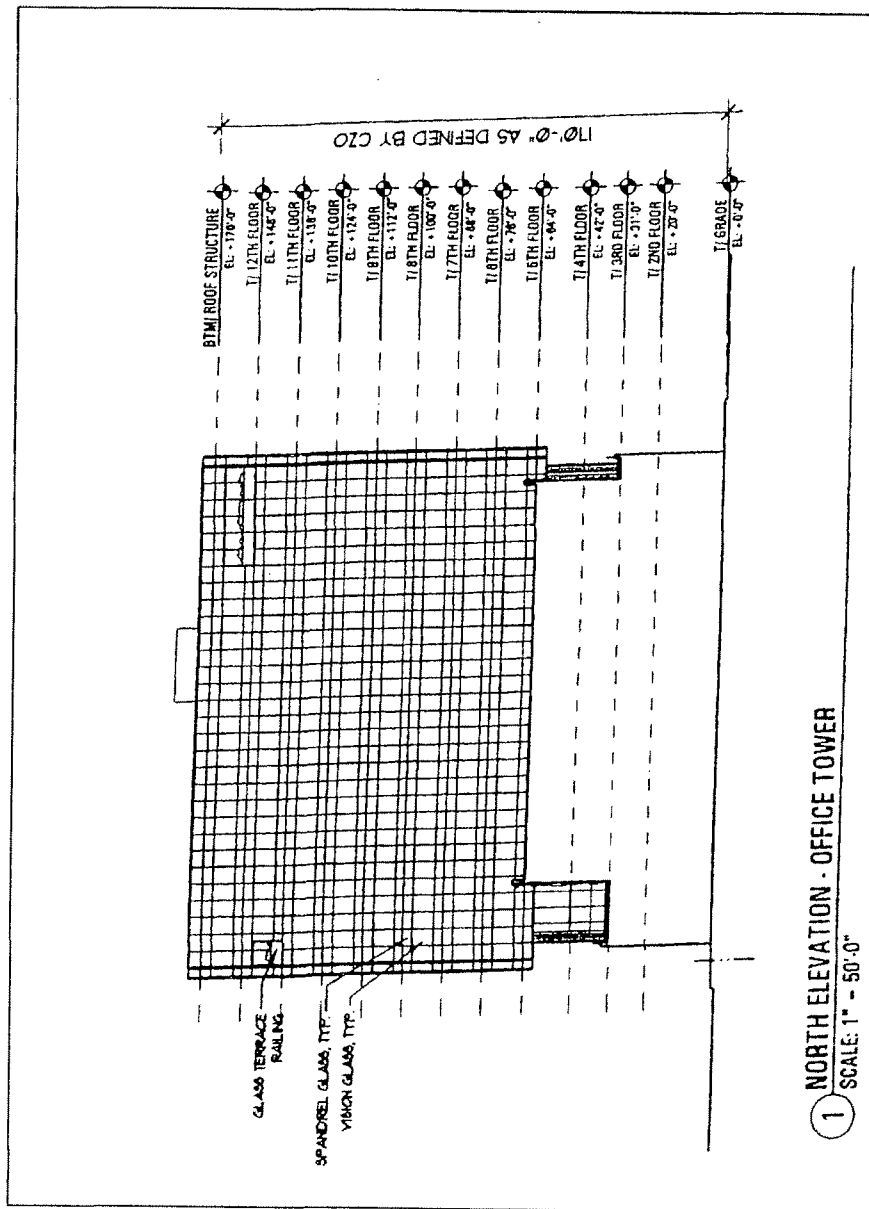 170'-0" AS DEFINED BY CZO
BTM/ ROOF STRUCTURE
EL: +170'-0"
T/ 12TH FLOOR
EL: +148'-0"
T/ 11TH FLOOR
EL: +136'-0"
T/ 10TH FLOOR
EL: +124'-0"
T/ 9TH FLOOR
EL: +112'-0"
T/ 8TH FLOOR
EL: +100'-0"
T/ 7TH FLOOR
EL: +88'-0"
T/ 6TH FLOOR
EL: +76'-0"
T/ 5TH FLOOR
EL: +64'-0"
T/ 4TH FLOOR
EL: +42'-0"
T/ 3RD FLOOR
EL: +31'-0"
T/ 2ND FLOOR
EL: +20'-0"
T/ GRADE
EL: +0'-0"
GLASS TERRACE
RAILING
SPANDREL GLASS, TYP.
VISION GLASS, TYP.
1
NORTH ELEVATION - OFFICE TOWER
SCALE: 1" = 50'-0"